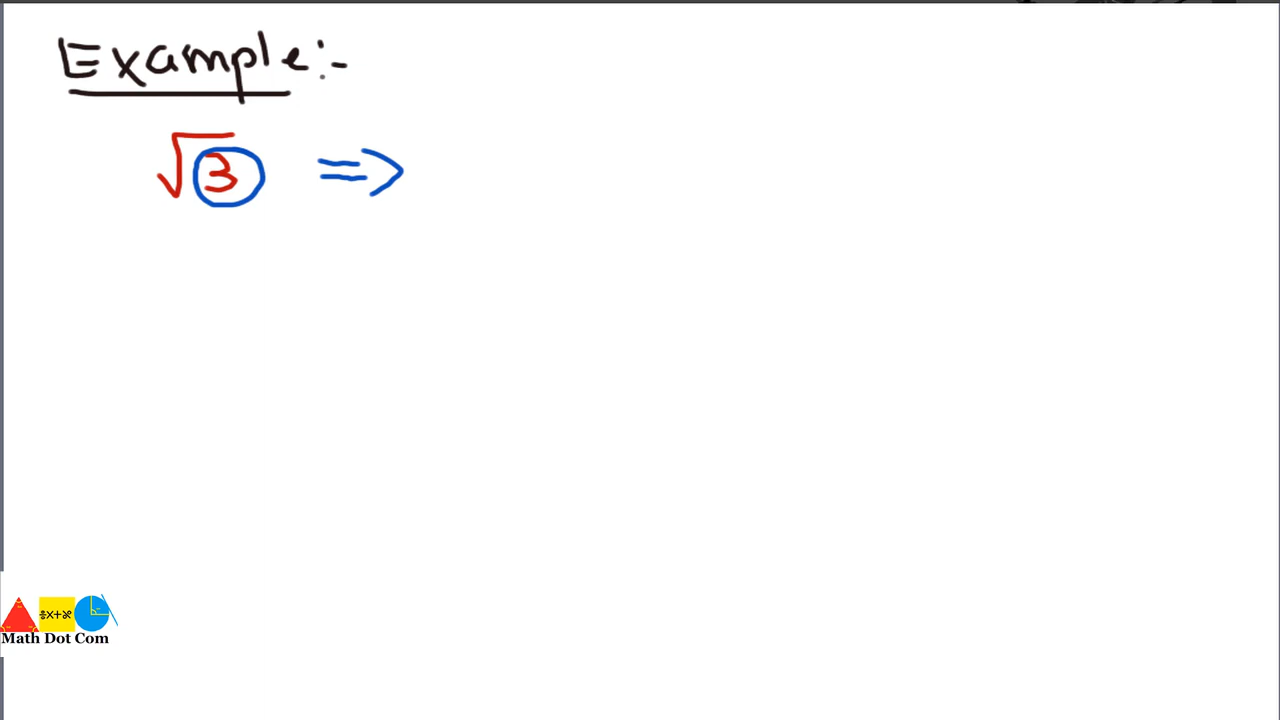 Example:-
√3 =>
÷x+
Math Dot Com